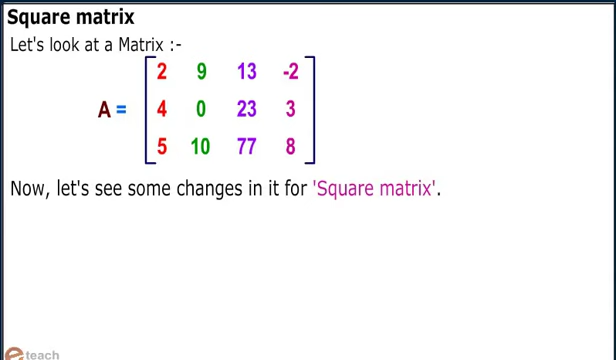 Square matrix
Let's look at a Matrix :-
2 9 13 -2
A = 4 0 23 3
5 10 77 8
Now, let's see some changes in it for 'Square matrix'.
e teach